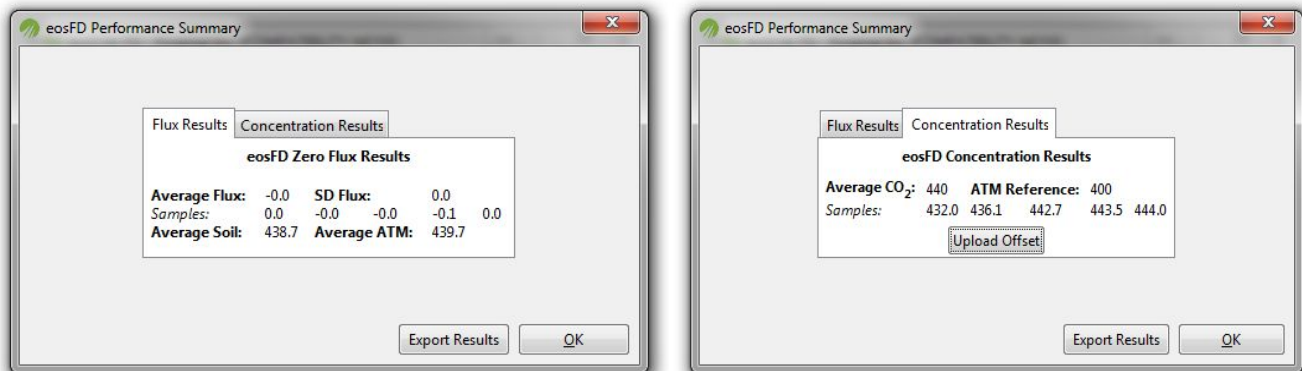 eosFD Performance Summary
Flux Results Concentration Results
eosFD Zero Flux Results
Average Flux: -0.0 SD Flux: 0.0
Samples: 0.0 -0.0 -0.0 -0.1 0.0
Average Soil: 438.7 Average ATM: 439.7
Export Results OK
eosFD Performance Summary
Flux Results Concentration Results
eosFD Concentration Results
Average CO₂: 440 ATM Reference: 400
Samples: 432.0 436.1 442.7 443.5 444.0
Upload Offset
Export Results OK